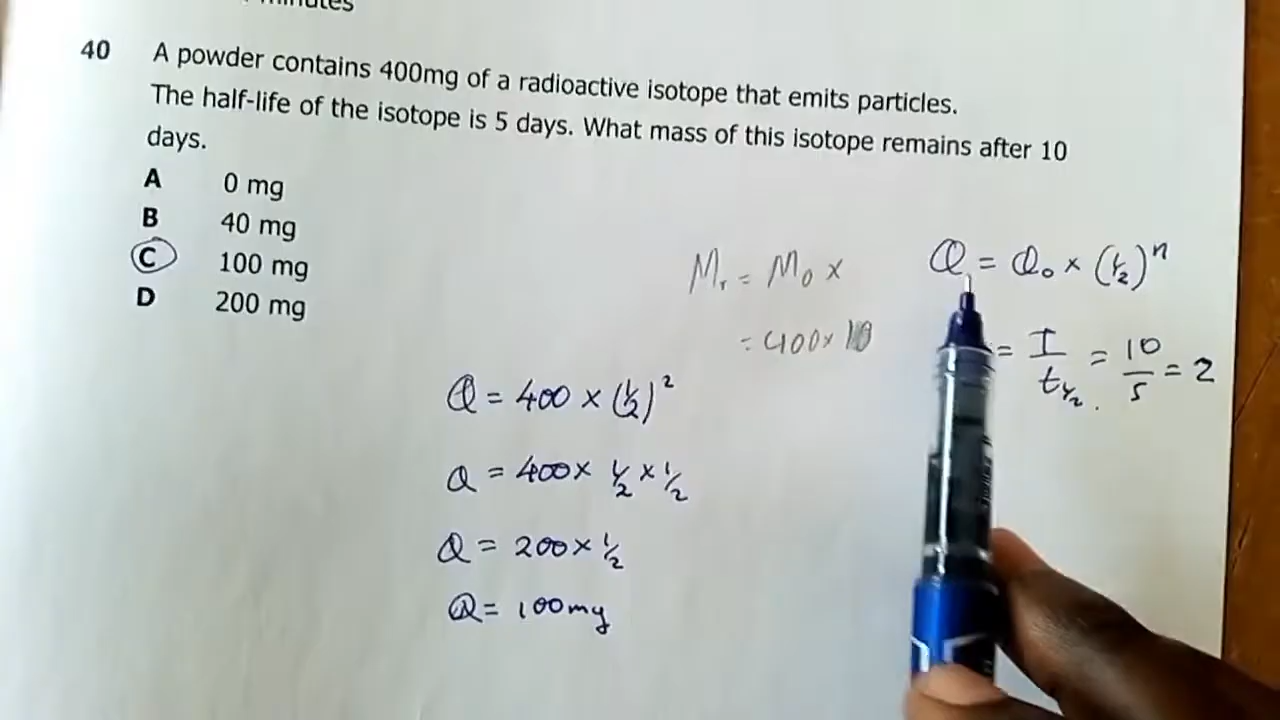 minutes
40 A powder contains 400mg of a radioactive isotope that emits particles.
The half-life of the isotope is 5 days. What mass of this isotope remains after 10
days.
A 0 mg
B 40 mg
C 100 mg
D 200 mg
Mr = M0 ×
= 400 × 10
Q = Q0 × (1/2)^n
= T/t1/2 = 10/5 = 2
Q = 400 × (1/2)^2
Q = 400 × 1/2 × 1/2
Q = 200 × 1/2
Q = 100mg